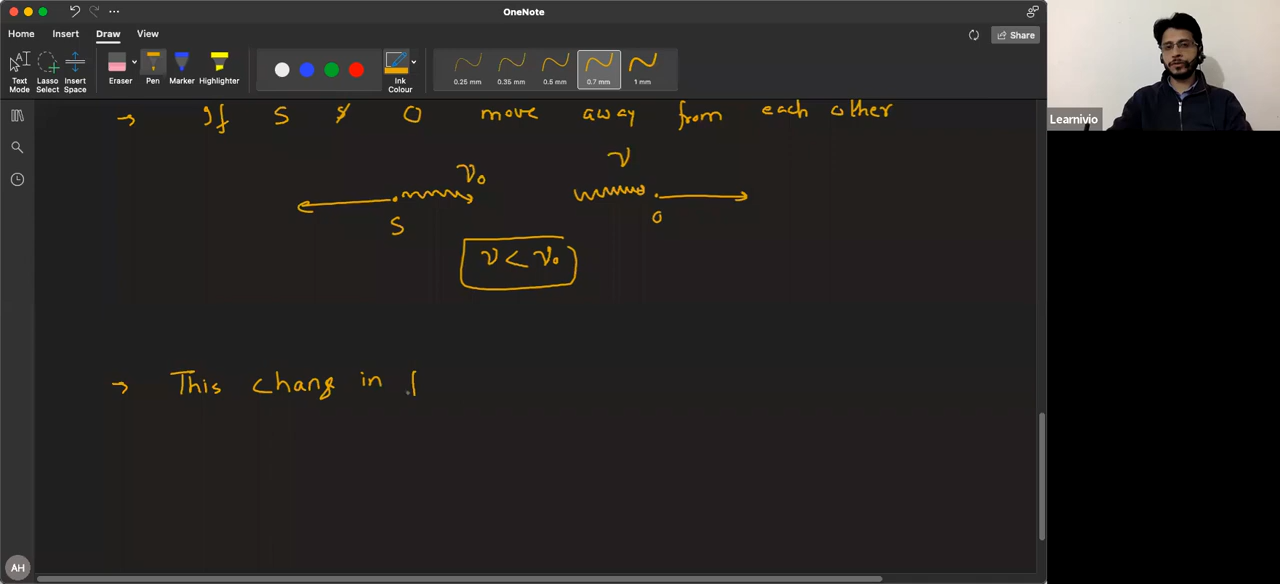 OneNote
Home Insert Draw View
Share
Text Mode
Lasso Select
Insert Space
Eraser
Pen
Marker
Highlighter
Ink Colour
0.25 mm
0.35 mm
0.5 mm
0.7 mm
1 mm
Learnivio
→ If S & O move away from each other
ν₀
ν
S
O
ν < ν₀
→ This chang in
AH